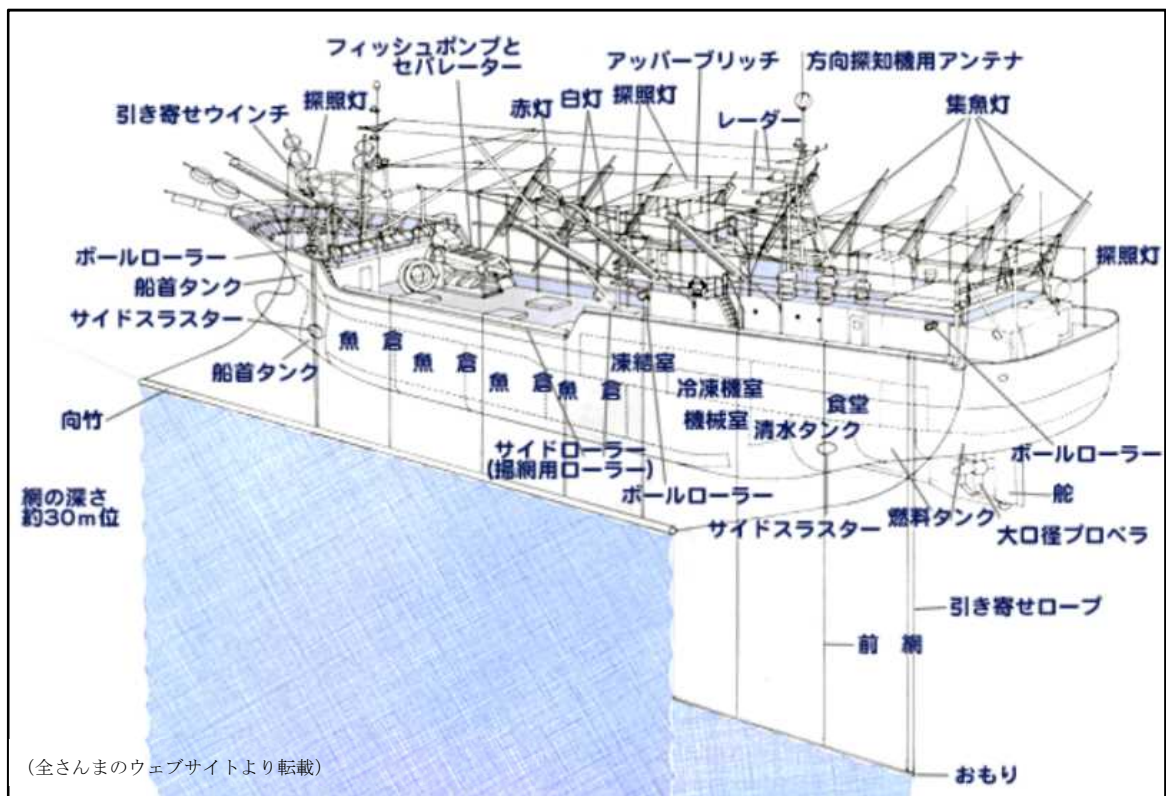 フィッシュポンプと
セパレーター
アッパーブリッチ
方向探知機用アンテナ
引き寄せウインチ
探照灯
赤灯
白灯
探照灯
レーダー
集魚灯
ボールローラー
船首タンク
サイドスラスター
船首タンク
探照灯
魚倉
魚倉
魚倉
魚倉
凍結室
冷凍機室
機械室
食堂
清水タンク
向竹
サイドローラー
(揚網用ローラー)
ボールローラー
ボールローラー
網の深さ
約30m位
サイドスラスター
燃料タンク
舵
大口径プロペラ
引き寄せロープ
前網
おもり
(全さんまのウェブサイトより転載)